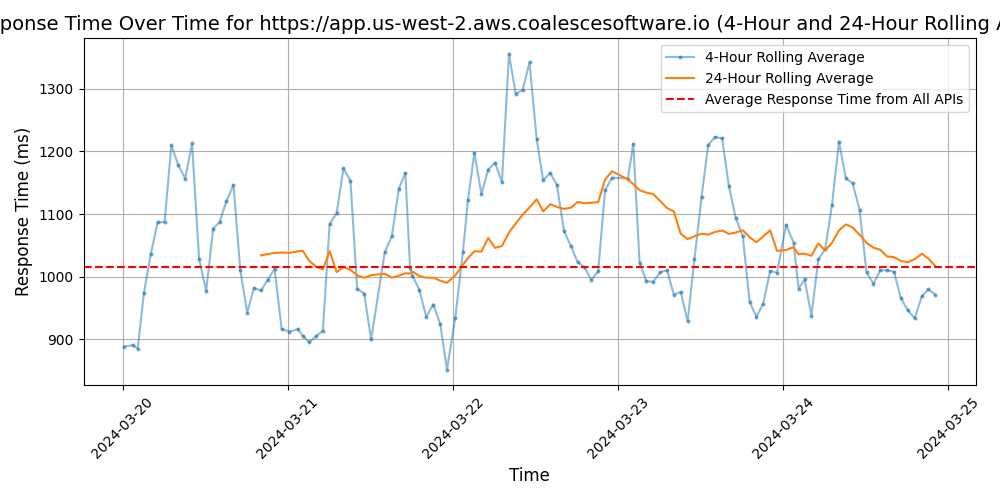 ponse Time Over Time for https://app.us-west-2.aws.coalescesoftware.io (4-Hour and 24-Hour Rolling A
4-Hour Rolling Average
24-Hour Rolling Average
Average Response Time from All APIs
Response Time (ms)
1300
1200
1100
1000
900
2024-03-20
2024-03-21
2024-03-22
2024-03-23
2024-03-24
2024-03-25
Time